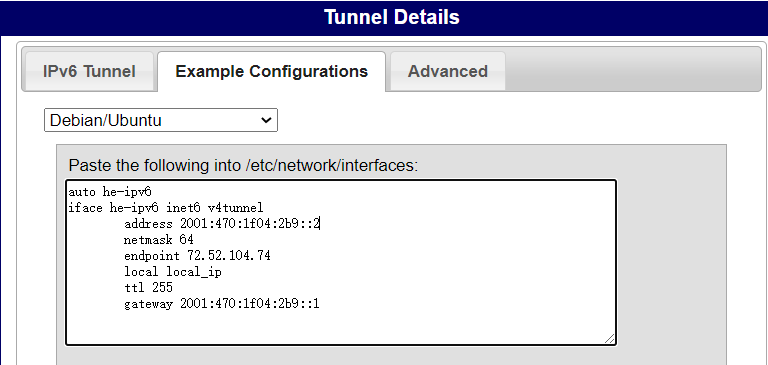 Tunnel Details
IPv6 Tunnel
Example Configurations
Advanced
Debian/Ubuntu
Paste the following into /etc/network/interfaces:
auto he-ipv6
iface he-ipv6 inet6 v4tunnel
address 2001:470:1f04:2b9::2
netmask 64
endpoint 72.52.104.74
local local_ip
ttl 255
gateway 2001:470:1f04:2b9::1